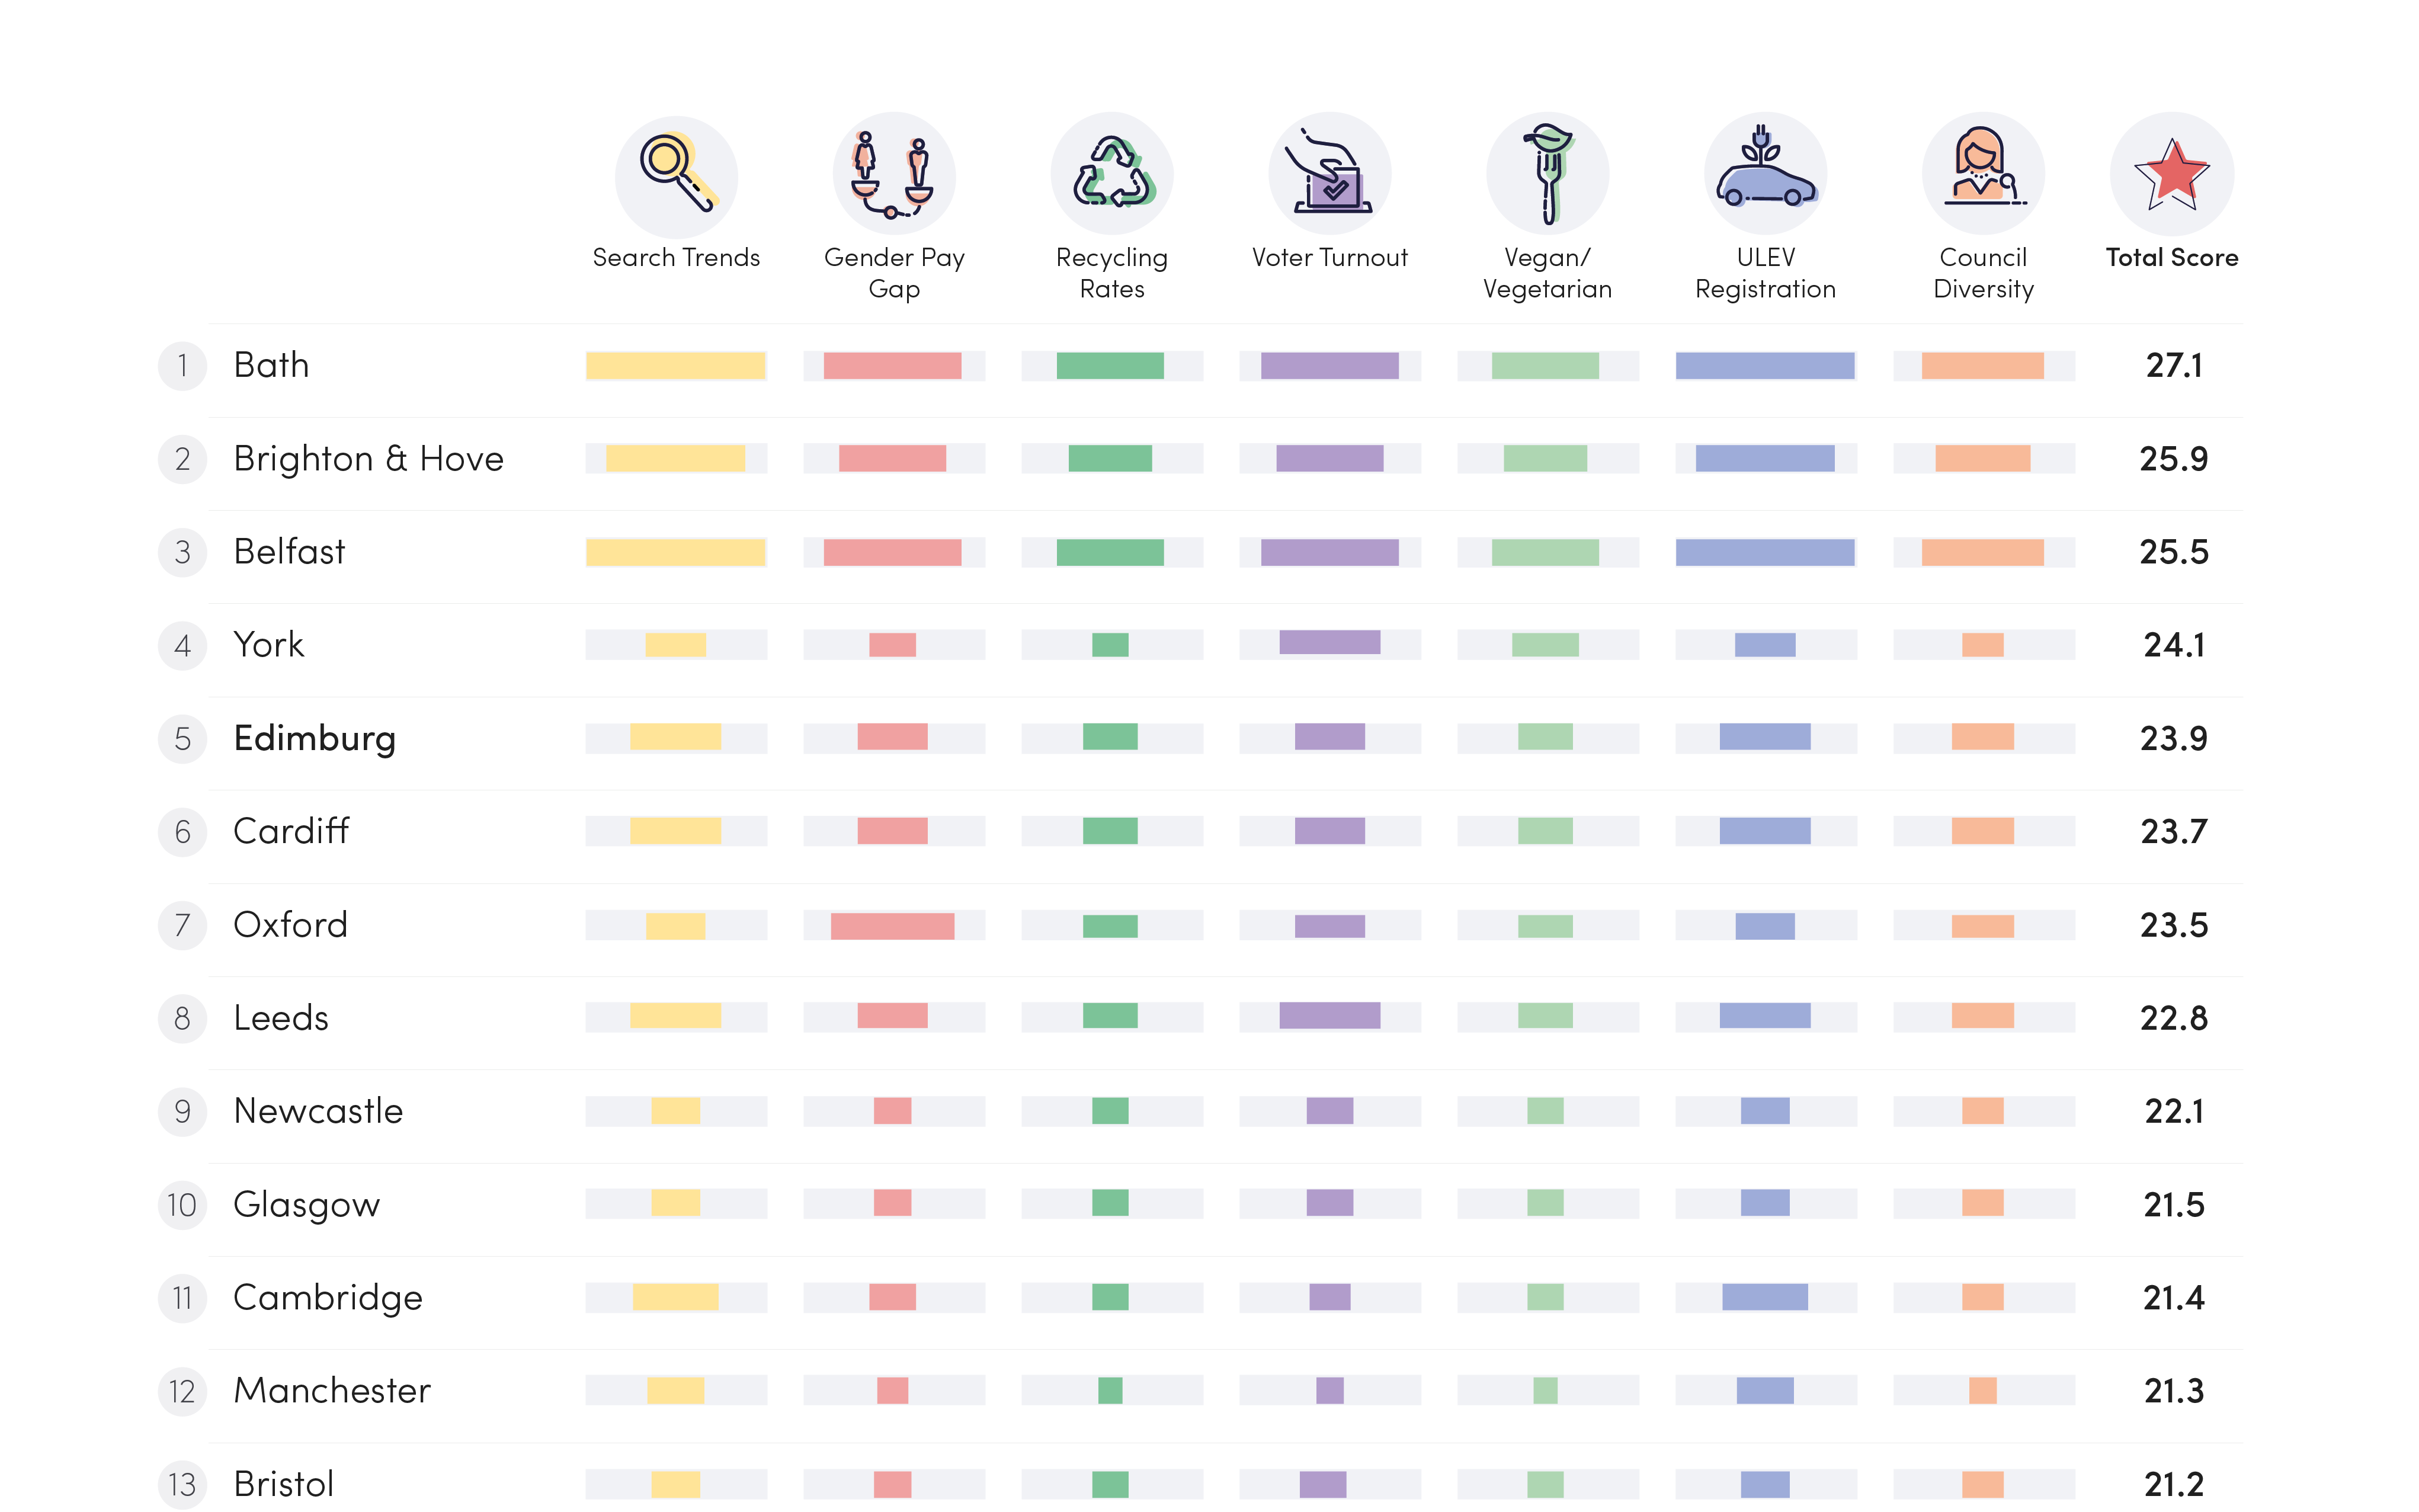 Search Trends
Gender Pay
Gap
Recycling
Rates
Voter Turnout
Vegan/
Vegetarian
ULEV
Registration
Council
Diversity
Total Score
1 Bath 27.1
2 Brighton & Hove 25.9
3 Belfast 25.5
4 York 24.1
5 Edimburg 23.9
6 Cardiff 23.7
7 Oxford 23.5
8 Leeds 22.8
9 Newcastle 22.1
10 Glasgow 21.5
11 Cambridge 21.4
12 Manchester 21.3
13 Bristol 21.2